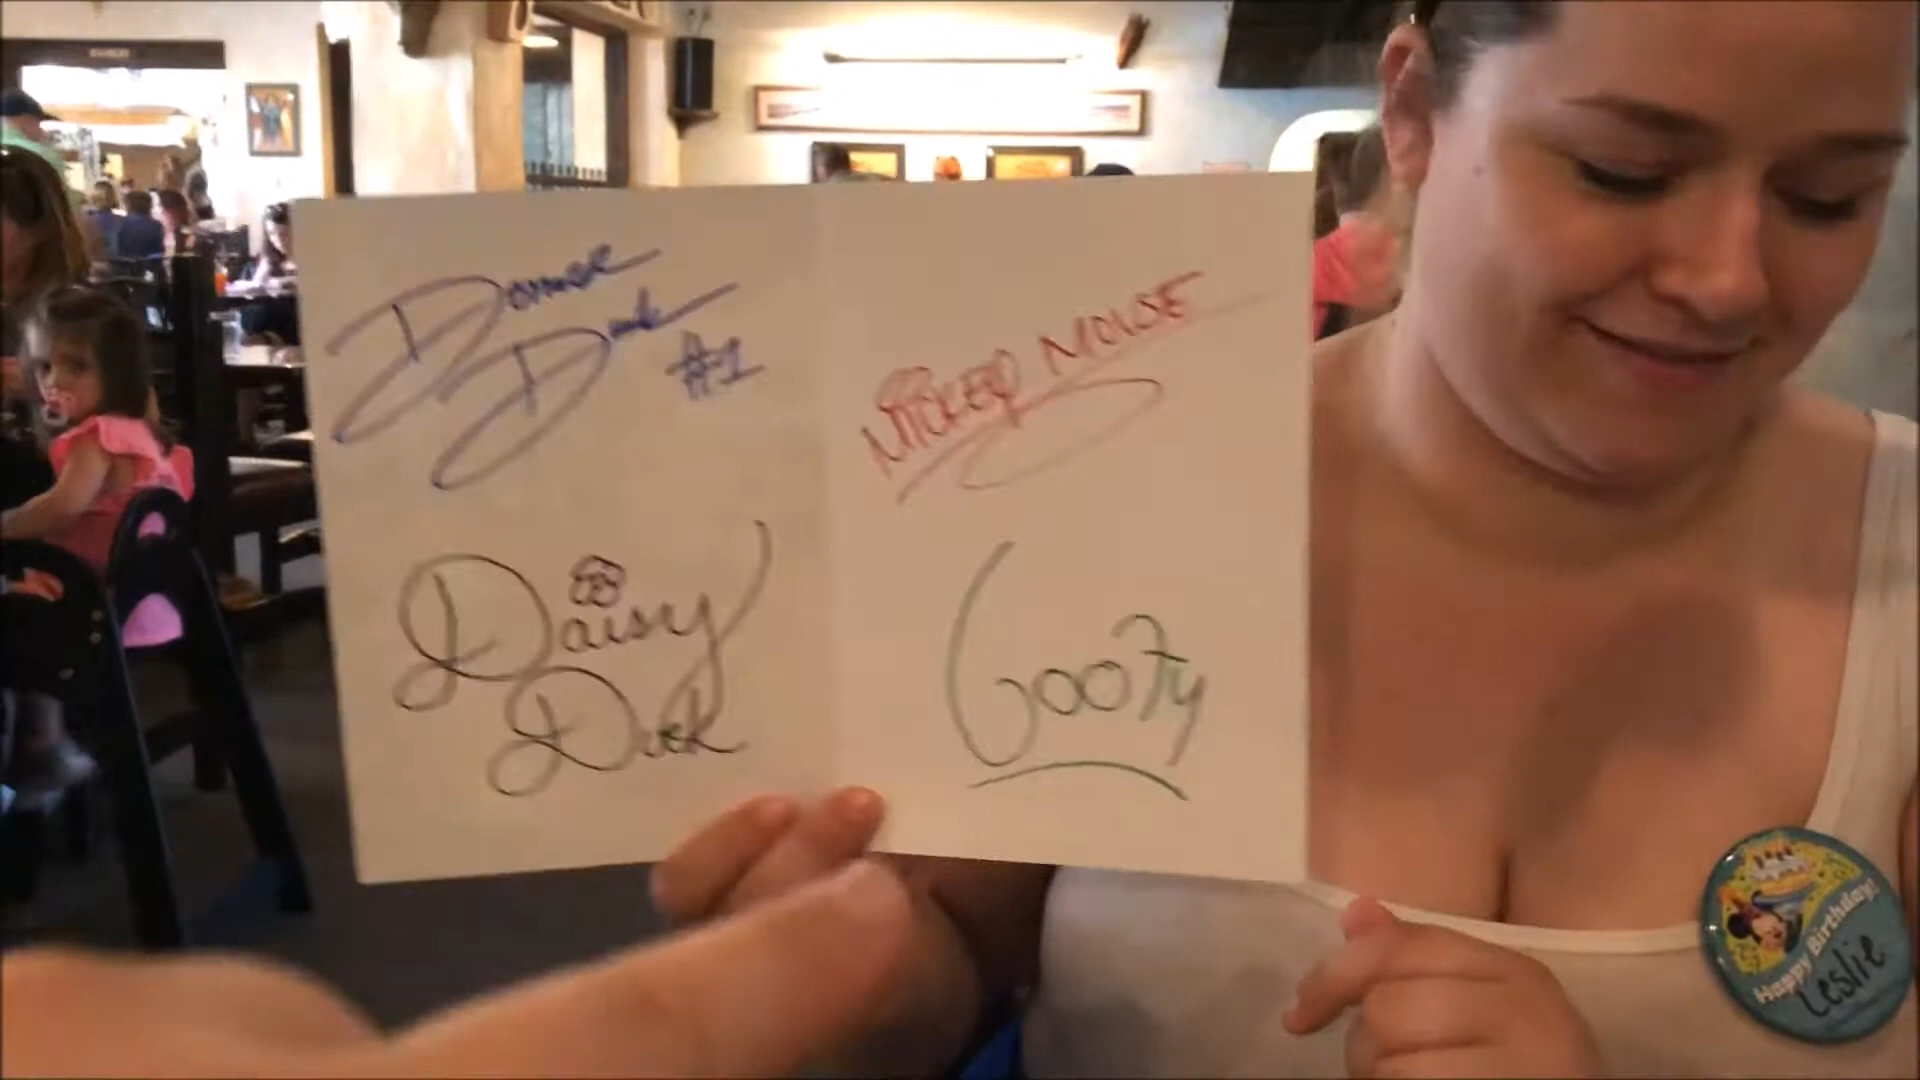 Donald
Duck
#1
Daisy
Duck
MICKEY MOUSE
Goofy
Happy Birthday!
Leslie